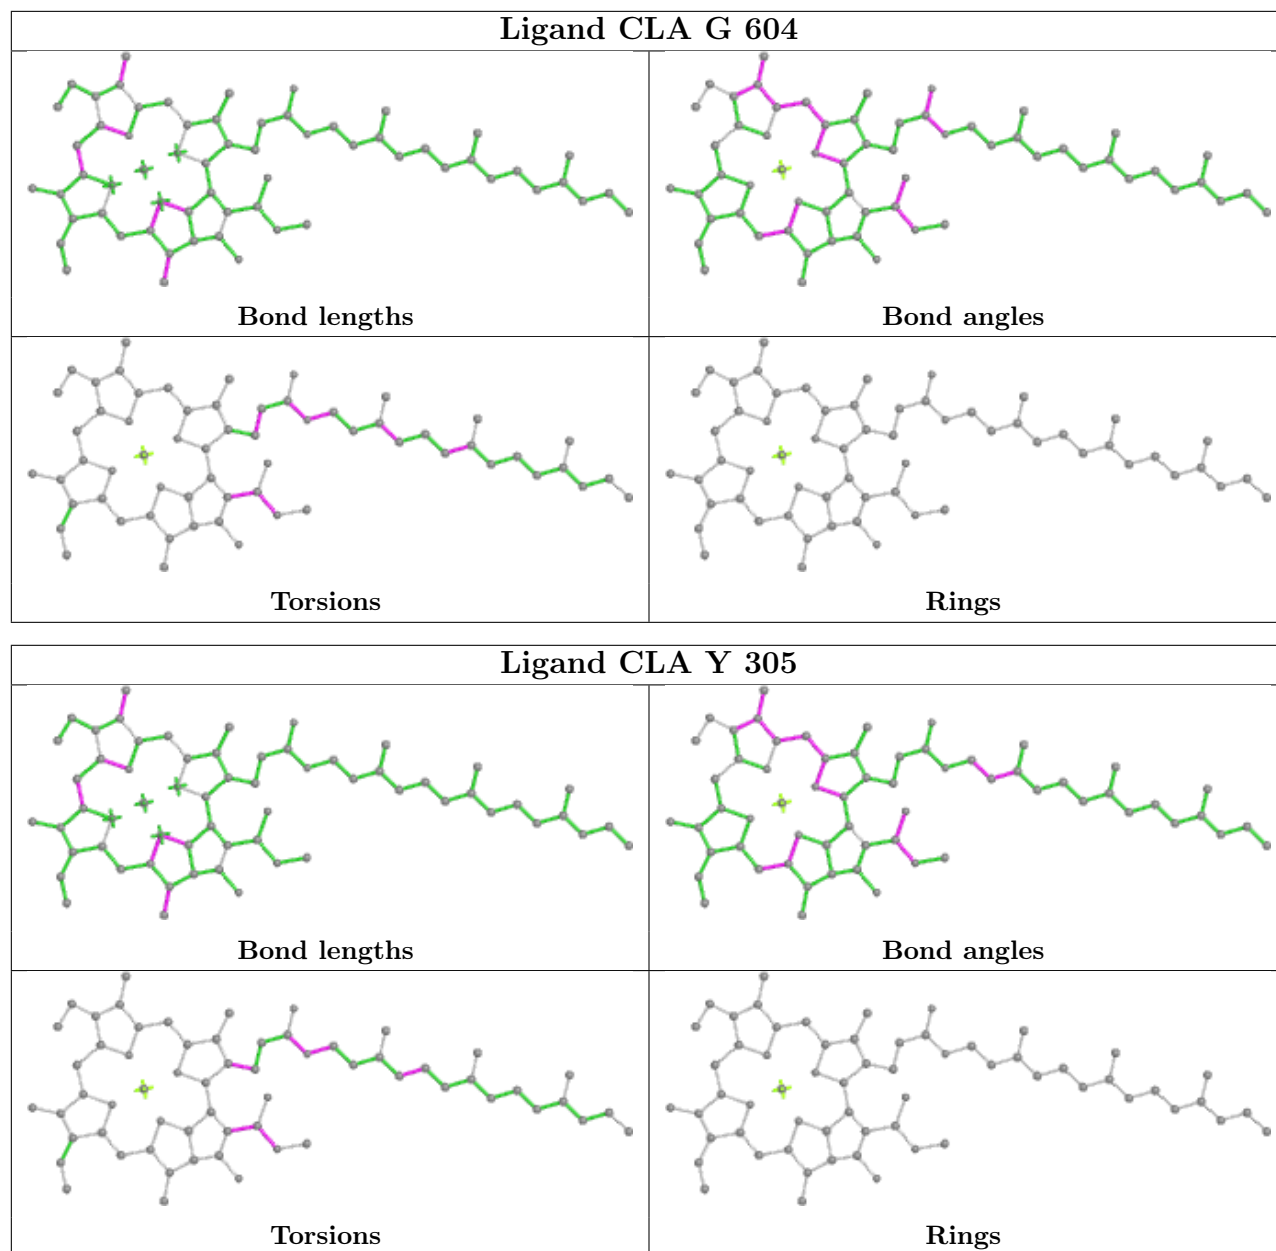 Ligand CLA G 604
Bond lengths
Bond angles
Torsions
Rings
Ligand CLA Y 305
Bond lengths
Bond angles
Torsions
Rings